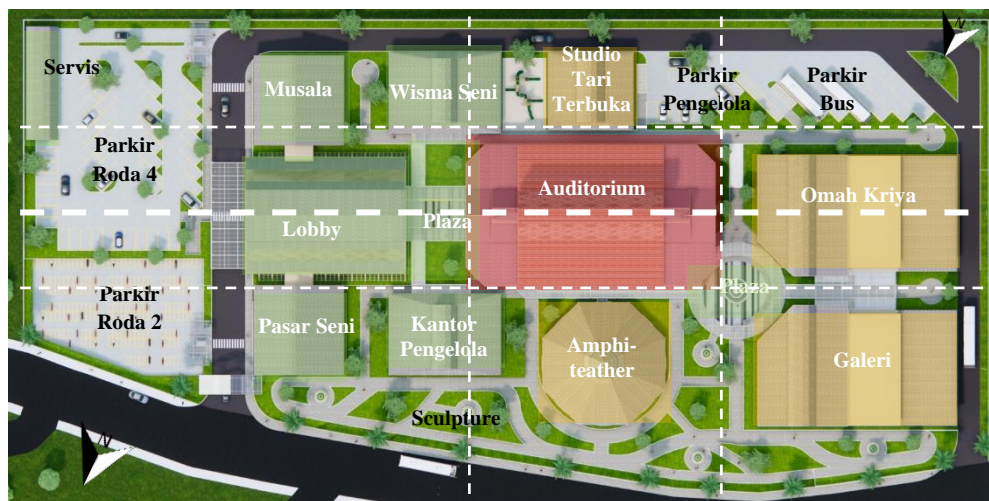 N
Servis
Musala
Wisma Seni
Studio
Tari
Terbuka
Parkir
Pengelola
Parkir
Bus
Parkir
Roda 4
Auditorium
Omah Kriya
Lobby
Plaza
Plaza
Parkir
Roda 2
Pasar Seni
Kantor
Pengelola
Amphi-
teather
Galeri
Sculpture
N